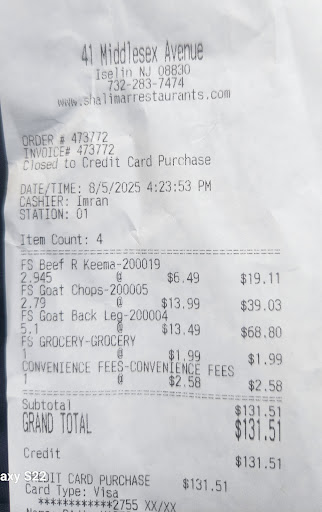 41 Middlesex Avenue
Iselin NJ 08830
732-283-7474
www.shalimarrestaurants.com
ORDER # 473772
INVOICE# 473772
Closed to Credit Card Purchase
DATE/TIME: 8/5/2025 4:23:53 PM
CASHIER: Imran
STATION: 01
Item Count: 4
FS Beef R Keema-200019
2.945 @ $6.49 $19.11
FS Goat Chops-200005
2.79 @ $13.99 $39.03
FS Goat Back Leg-200004
5.1 @ $13.49 $68.80
FS GROCERY-GROCERY
1 @ $1.99 $1.99
CONVENIENCE FEES-CONVENIENCE FEES
1 @ $2.58 $2.58
Subtotal $131.51
GRAND TOTAL $131.51
Credit $131.51
CREDIT CARD PURCHASE $131.51
Card Type: Visa
************2755 XX/XX
axy S22